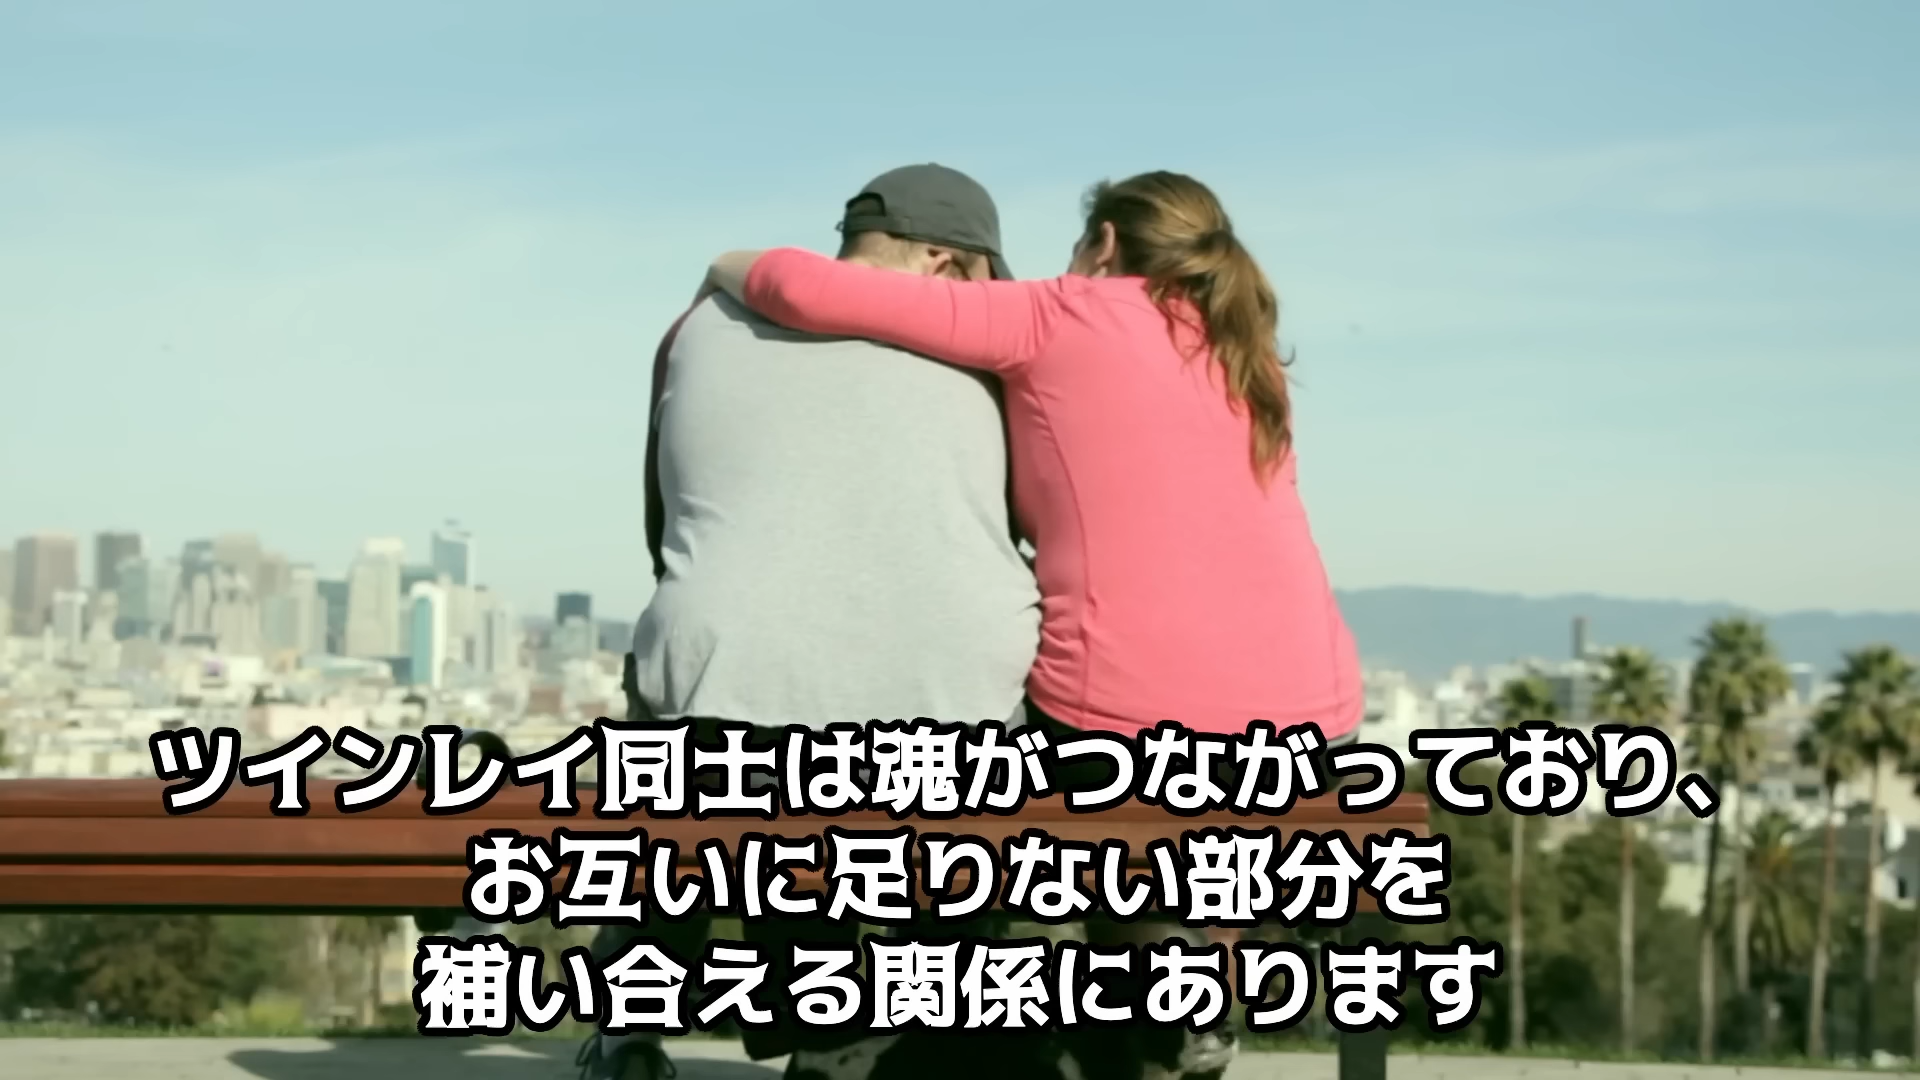 ツインレイ同士は魂がつながっており、
お互いに足りない部分を
補い合える関係にあります